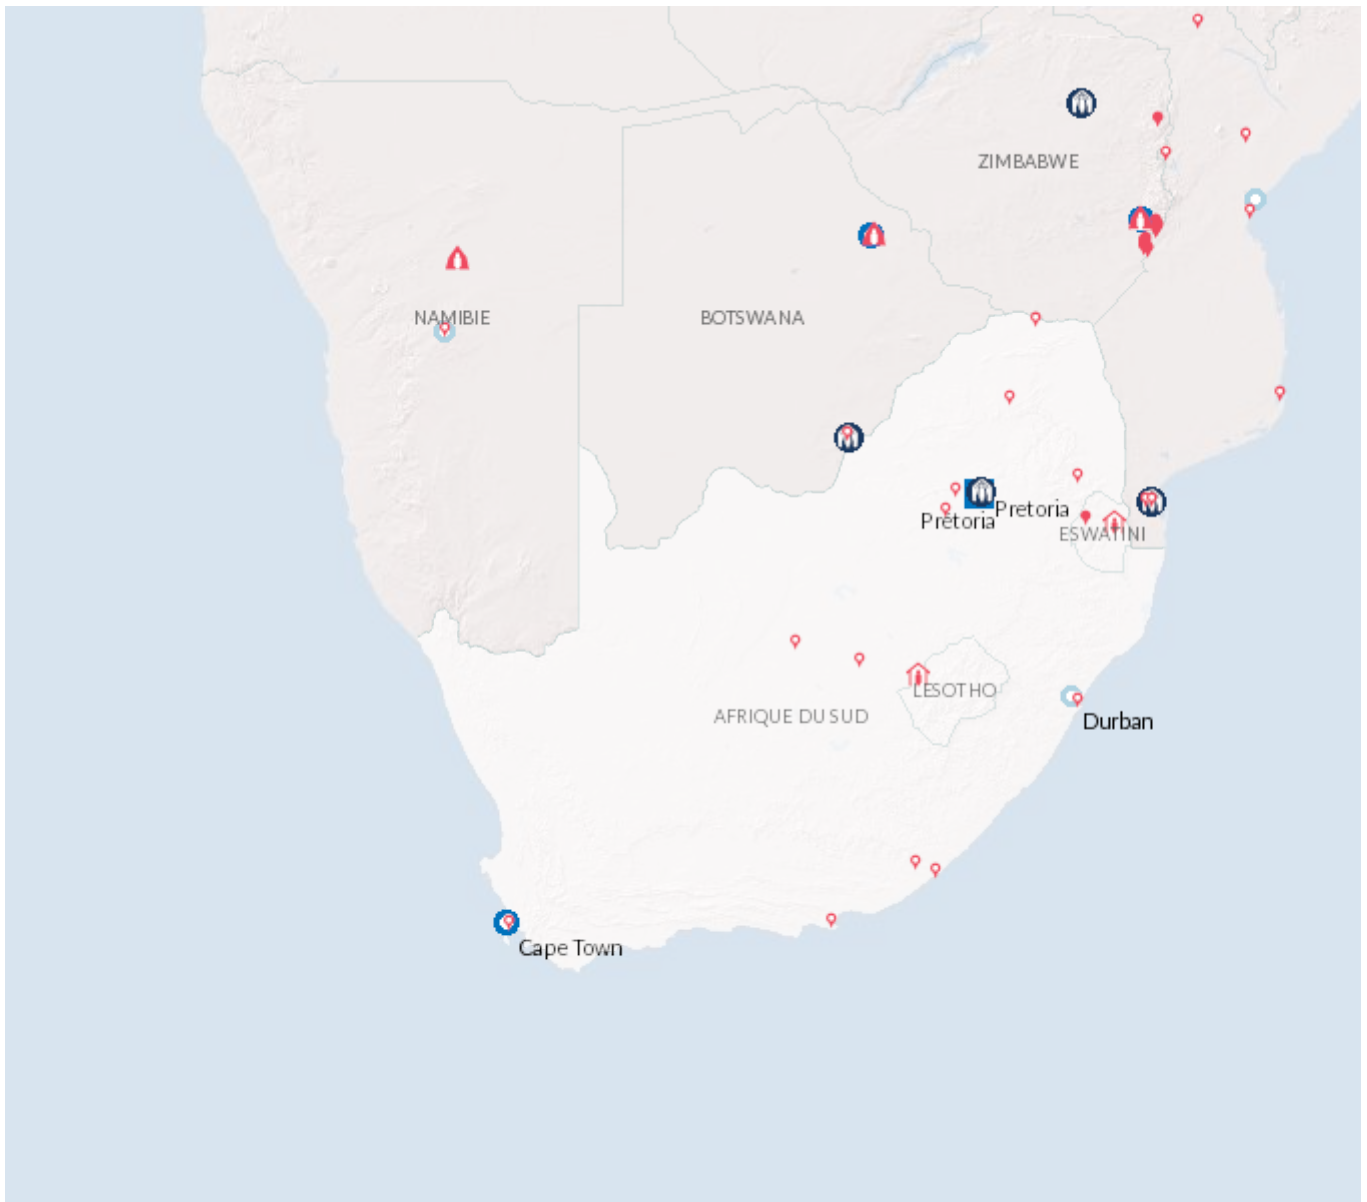 ZIMBABWE
NAMIBIE
BOTSWANA
Pretoria
Pretoria
ESWATINI
LESOTHO
AFRIQUE DU SUD
Durban
Cape Town